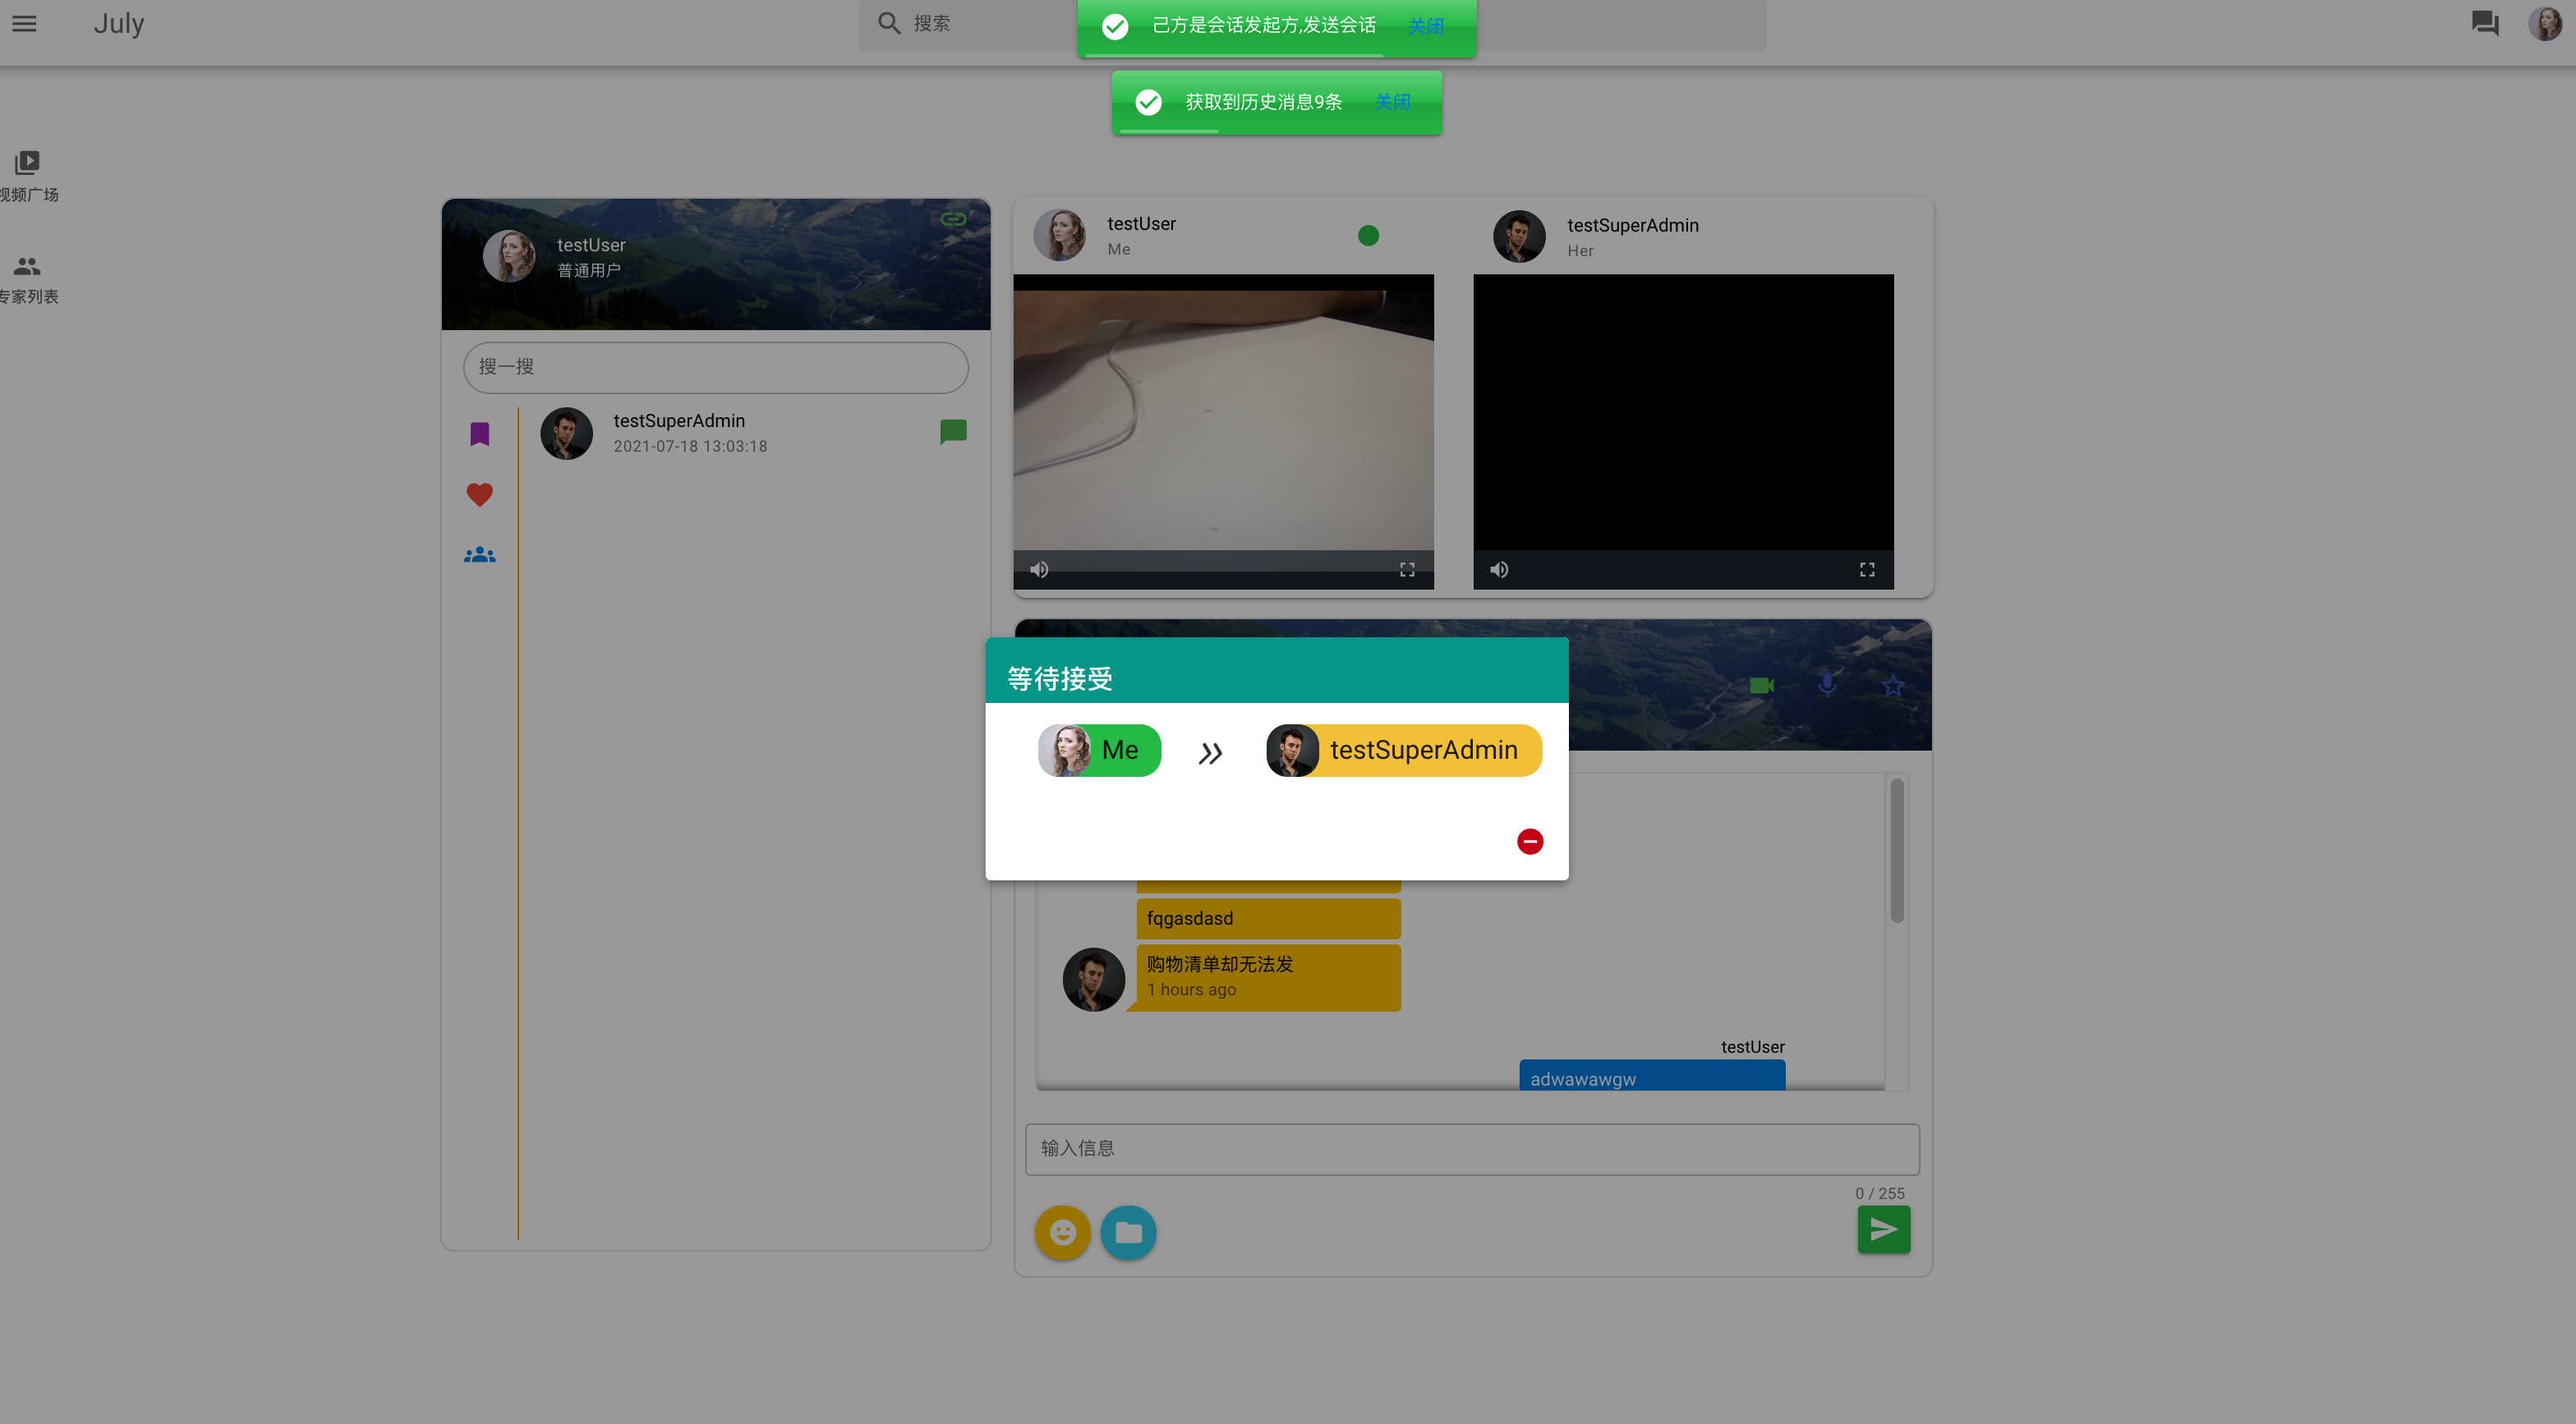 July
搜索
己方是会话发起方,发送会话
关闭
获取到历史消息9条
关闭
视频广场
专家列表
testUser
普通用户
搜一搜
testSuperAdmin
2021-07-18 13:03:18
testUser
Me
testSuperAdmin
Her
等待接受
Me
testSuperAdmin
fqgasdasd
购物清单却无法发
1 hours ago
testUser
adwawawgw
输入信息
0 / 255